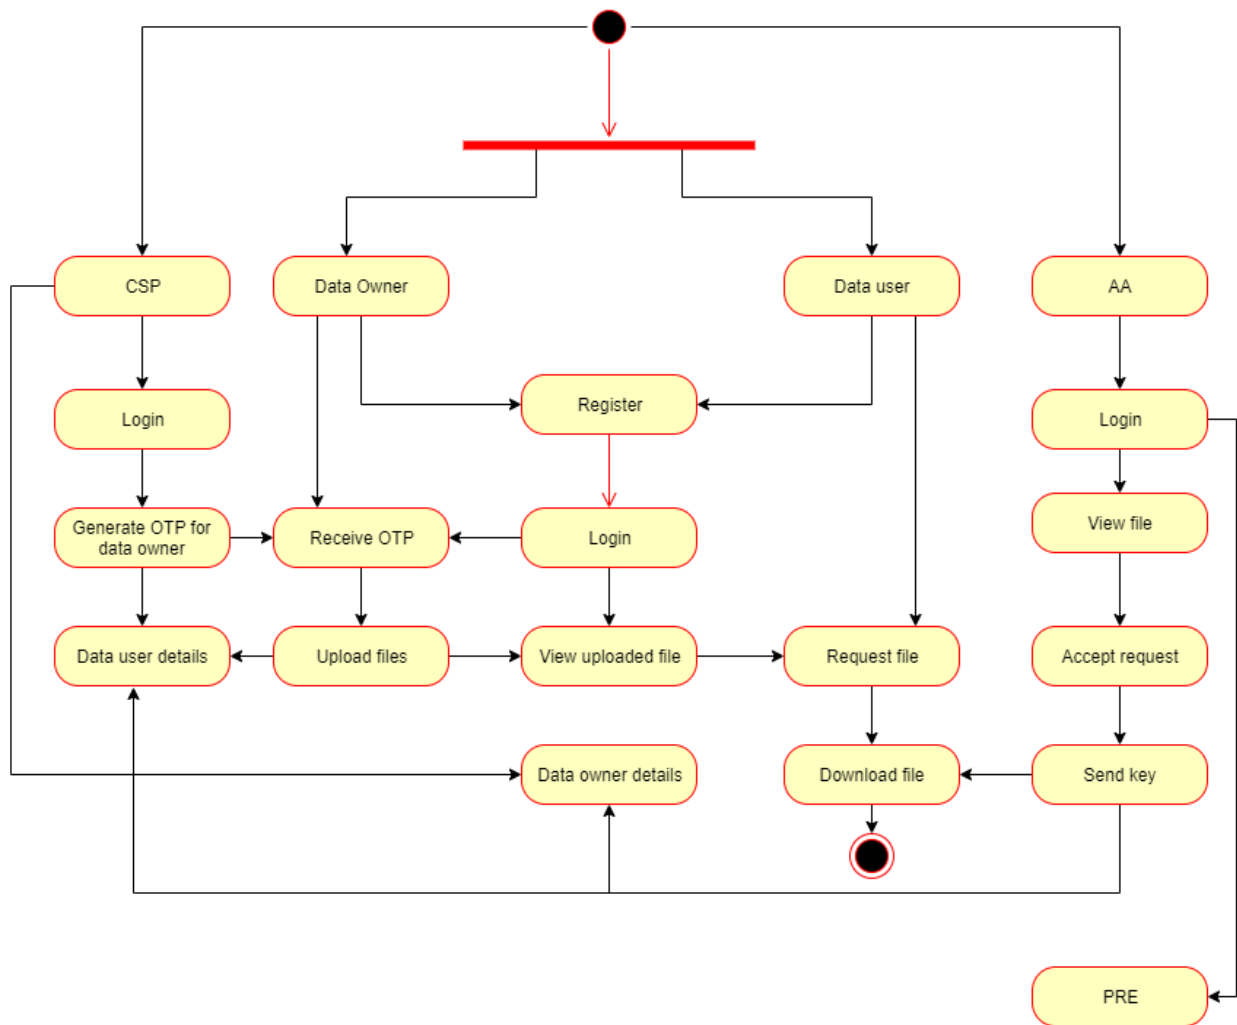 CSP
Data Owner
Data user
AA
Register
Login
Login
Generate OTP for
data owner
Receive OTP
Login
View file
Data user details
Upload files
View uploaded file
Request file
Accept request
Data owner details
Download file
Send key
PRE